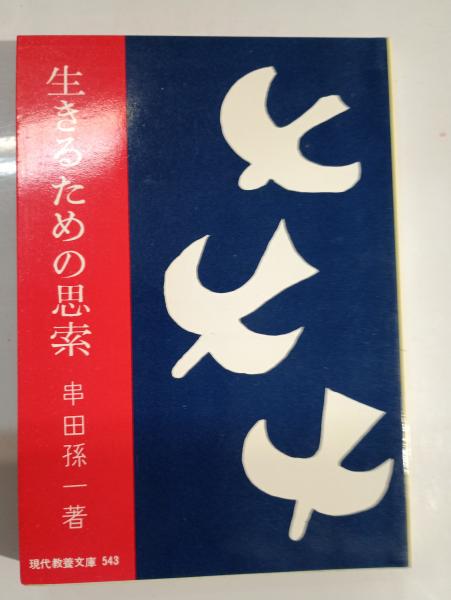 生きるための思索
串田孫一著
現代教養文庫 543